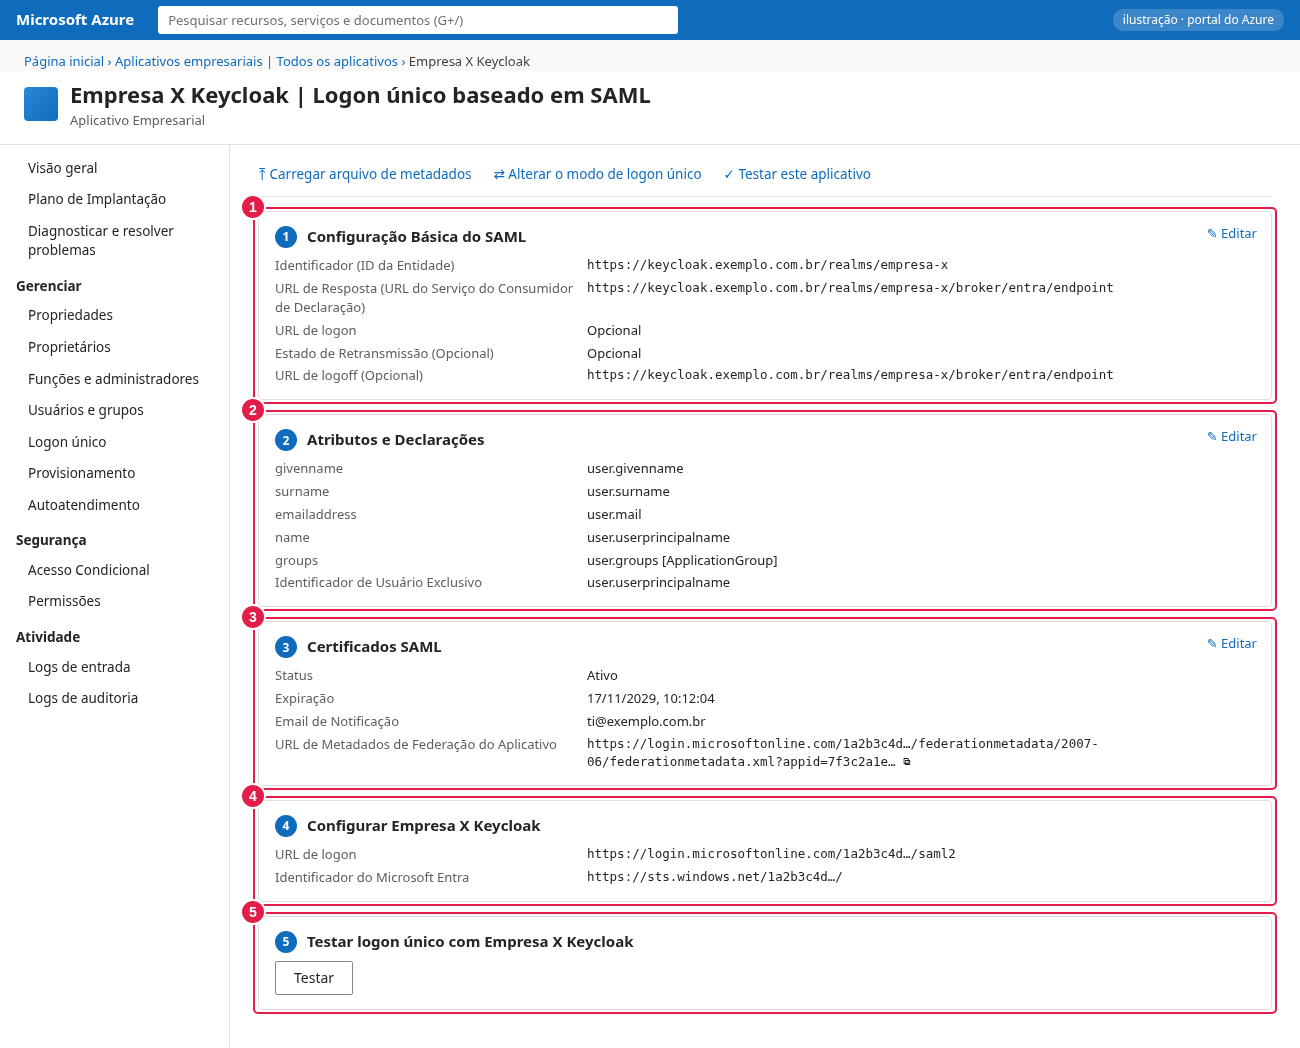 Microsoft Azure
Pesquisar recursos, serviços e documentos (G+/)
ilustração · portal do Azure
Página inicial › Aplicativos empresariais | Todos os aplicativos › Empresa X Keycloak
Empresa X Keycloak | Logon único baseado em SAML
Aplicativo Empresarial
Visão geral
Plano de Implantação
Diagnosticar e resolver
problemas
Gerenciar
Propriedades
Proprietários
Funções e administradores
Usuários e grupos
Logon único
Provisionamento
Autoatendimento
Segurança
Acesso Condicional
Permissões
Atividade
Logs de entrada
Logs de auditoria
⤒ Carregar arquivo de metadados ⇄ Alterar o modo de logon único ✓ Testar este aplicativo
1
1 Configuração Básica do SAML ✎ Editar
Identificador (ID da Entidade) https://keycloak.exemplo.com.br/realms/empresa-x
URL de Resposta (URL do Serviço do Consumidor https://keycloak.exemplo.com.br/realms/empresa-x/broker/entra/endpoint
de Declaração)
URL de logon Opcional
Estado de Retransmissão (Opcional) Opcional
URL de logoff (Opcional) https://keycloak.exemplo.com.br/realms/empresa-x/broker/entra/endpoint
2
2 Atributos e Declarações ✎ Editar
givenname user.givenname
surname user.surname
emailaddress user.mail
name user.userprincipalname
groups user.groups [ApplicationGroup]
Identificador de Usuário Exclusivo user.userprincipalname
3
3 Certificados SAML ✎ Editar
Status Ativo
Expiração 17/11/2029, 10:12:04
Email de Notificação ti@exemplo.com.br
URL de Metadados de Federação do Aplicativo https://login.microsoftonline.com/1a2b3c4d…/federationmetadata/2007-
06/federationmetadata.xml?appid=7f3c2a1e… ⧉
4
4 Configurar Empresa X Keycloak
URL de logon https://login.microsoftonline.com/1a2b3c4d…/saml2
Identificador do Microsoft Entra https://sts.windows.net/1a2b3c4d…/
5
5 Testar logon único com Empresa X Keycloak
Testar